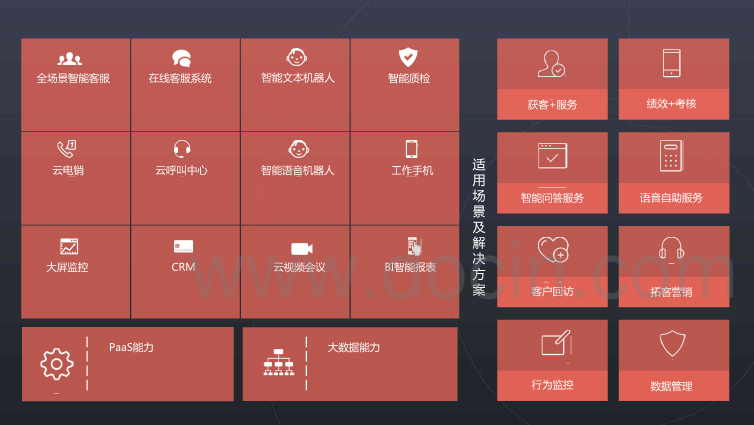 全场景智能客服
在线客服系统
智能文本机器人
智能质检
云电销
云呼叫中心
智能语音机器人
工作手机
大屏监控
CRM
云视频会议
BI智能报表
PaaS能力
大数据能力
适用场景及解决方案
获客+服务
绩效+考核
智能问答服务
语音自助服务
客户回访
拓客营销
行为监控
数据管理
www.docin.com